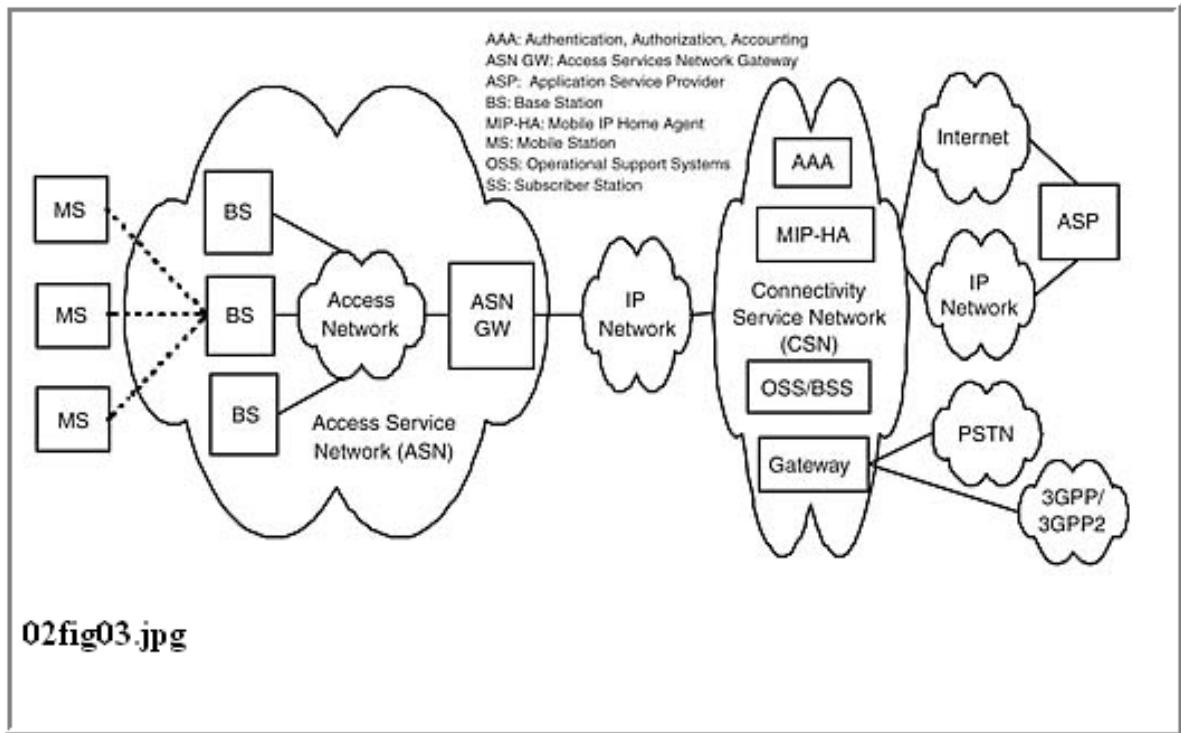 AAA: Authentication, Authorization, Accounting
ASN GW: Access Services Network Gateway
ASP: Application Service Provider
BS: Base Station
MIP-HA: Mobile IP Home Agent
MS: Mobile Station
OSS: Operational Support Systems
SS: Subscriber Station
MS
MS
MS
BS
BS
BS
Access
Network
ASN
GW
Access Service
Network (ASN)
IP
Network
AAA
MIP-HA
Connectivity
Service Network
(CSN)
OSS/BSS
Gateway
Internet
IP
Network
ASP
PSTN
3GPP/
3GPP2
02fig03.jpg